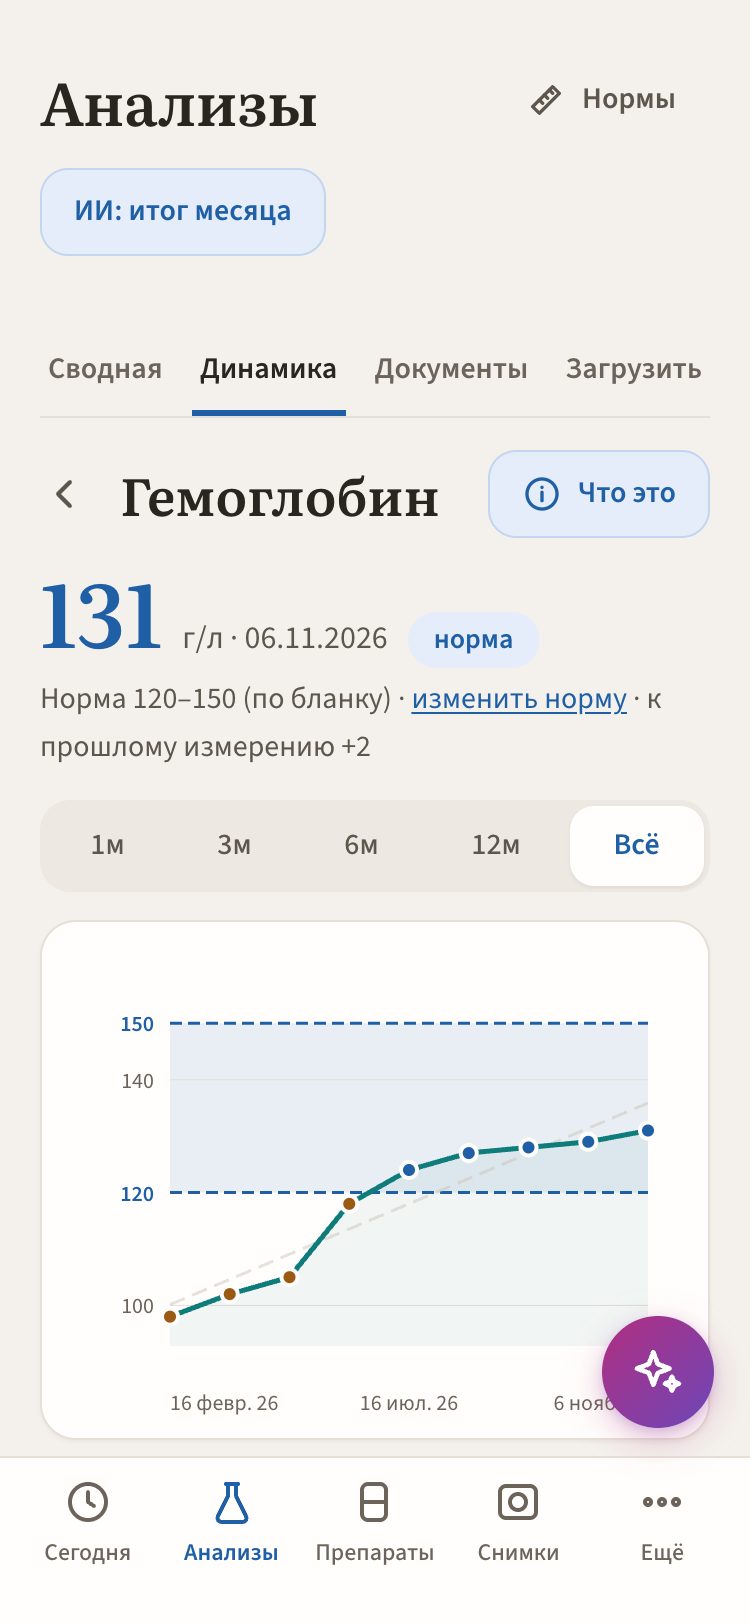 Анализы
Нормы
ИИ: итог месяца
Сводная Динамика Документы Загрузить
Гемоглобин
Что это
131 г/л · 06.11.2026 норма
Норма 120–150 (по бланку) · изменить норму · к
прошлому измерению +2
1м 3м 6м 12м Всё
150
140
120
100
16 февр. 26 16 июл. 26 6 нояб
Сегодня Анализы Препараты Снимки Ещё